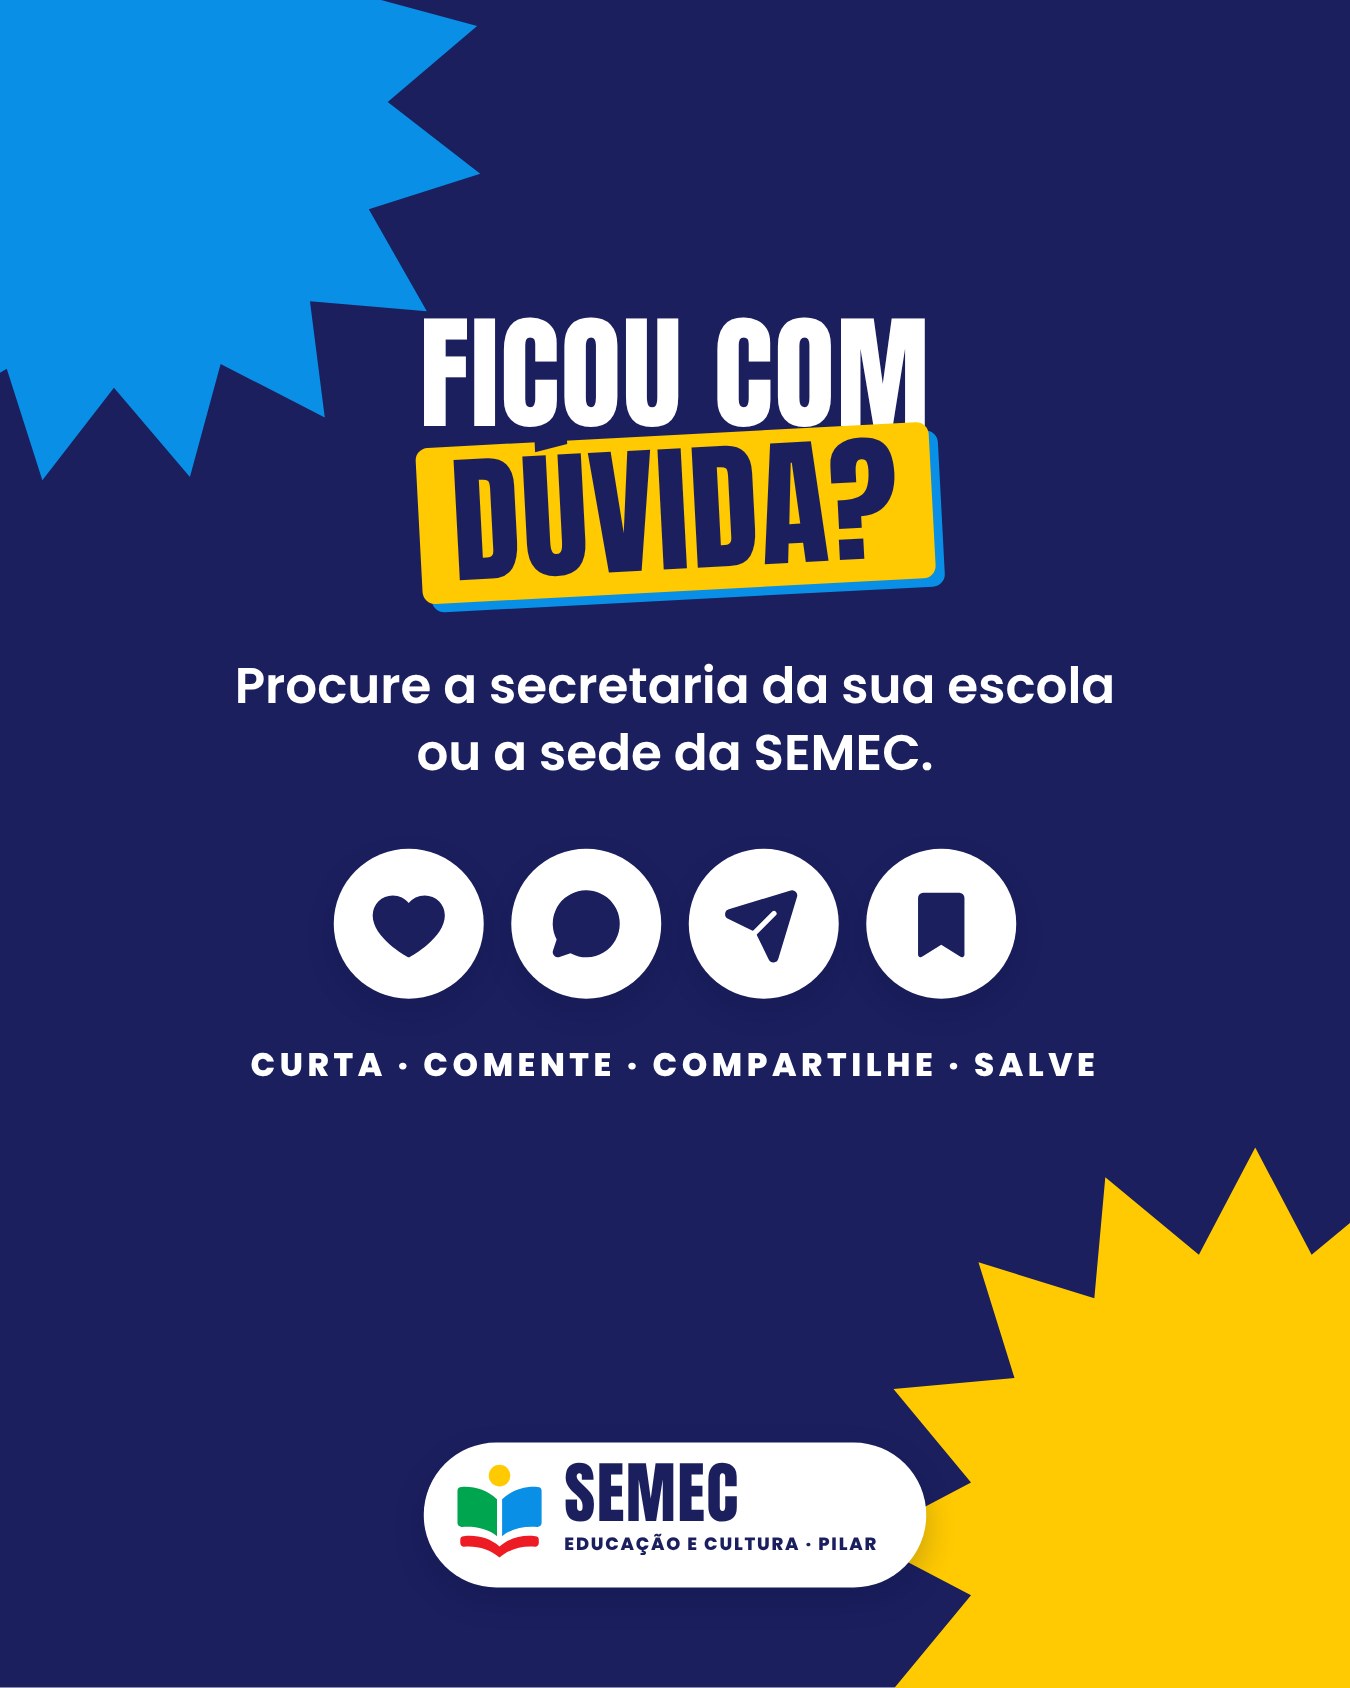 FICOU COM
DÚVIDA?
Procure a secretaria da sua escola
ou a sede da SEMEC.
CURTA · COMENTE · COMPARTILHE · SALVE
SEMEC
EDUCAÇÃO E CULTURA · PILAR